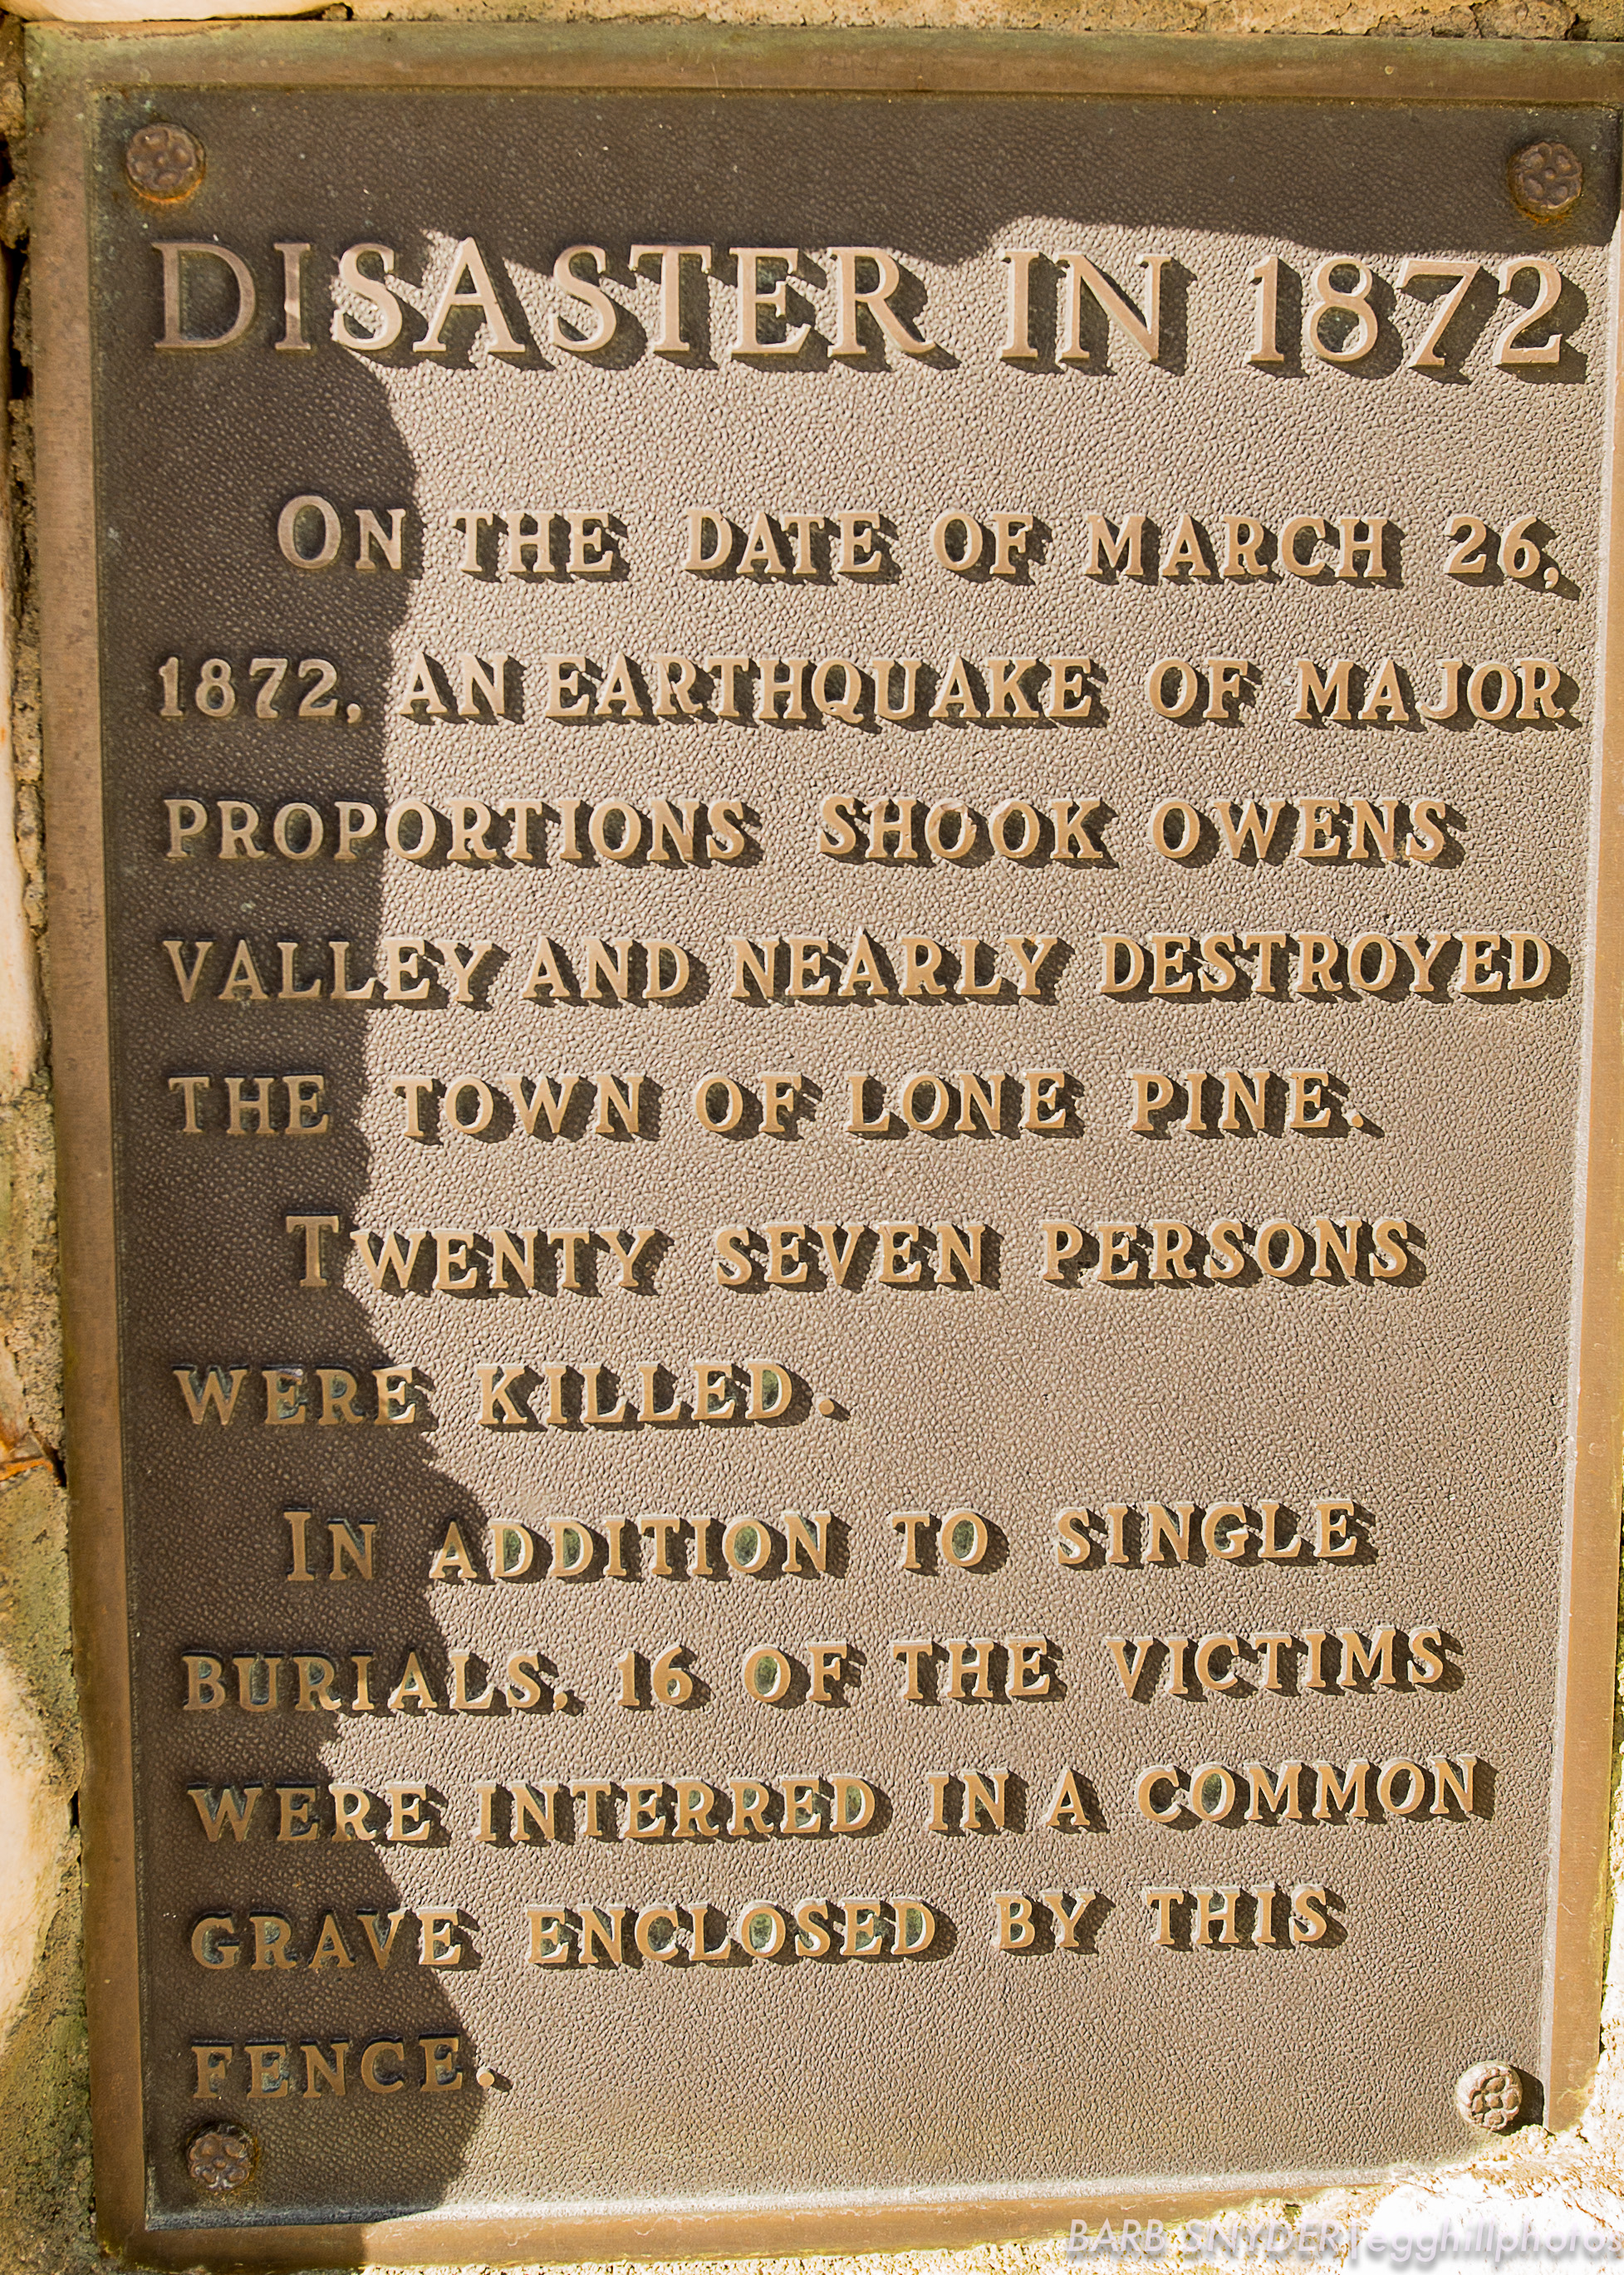 DISASTER IN 1872
ON THE DATE OF MARCH 26,
1872, AN EARTHQUAKE OF MAJOR
PROPORTIONS SHOOK OWENS
VALLEY AND NEARLY DESTROYED
THE TOWN OF LONE PINE.
TWENTY SEVEN PERSONS
WERE KILLED.
IN ADDITION TO SINGLE
BURIALS, 16 OF THE VICTIMS
WERE INTERRED IN A COMMON
GRAVE ENCLOSED BY THIS
FENCE.
BARB SNYDER|egghillphotos